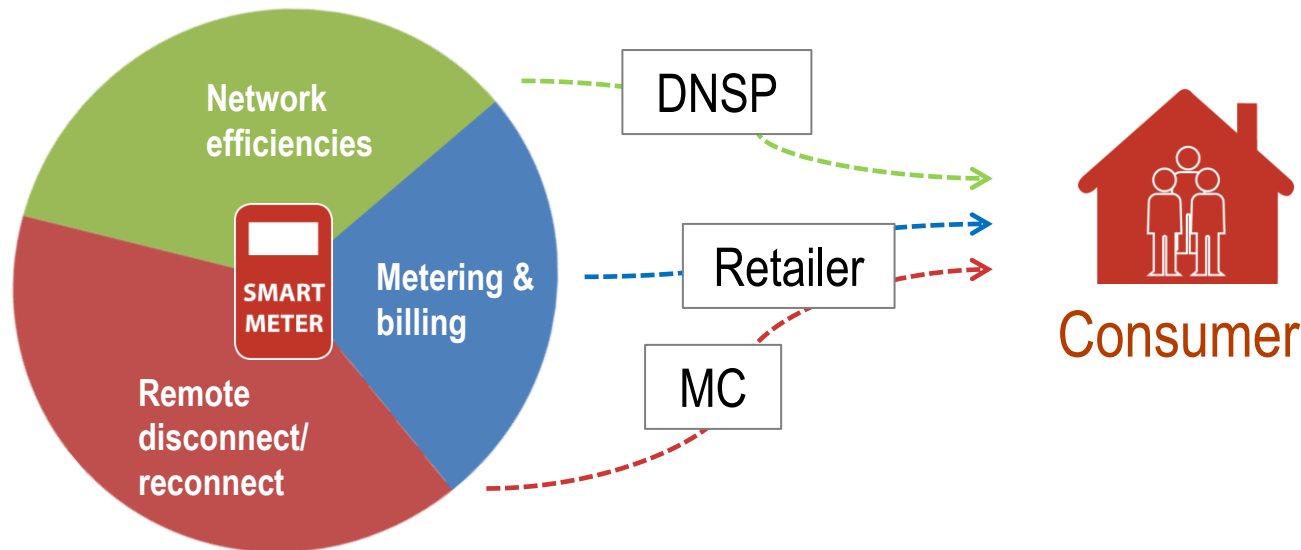 Network
efficiencies
DNSP
SMART
METER
Metering &
billing
Retailer
Remote
disconnect/
reconnect
MC
Consumer